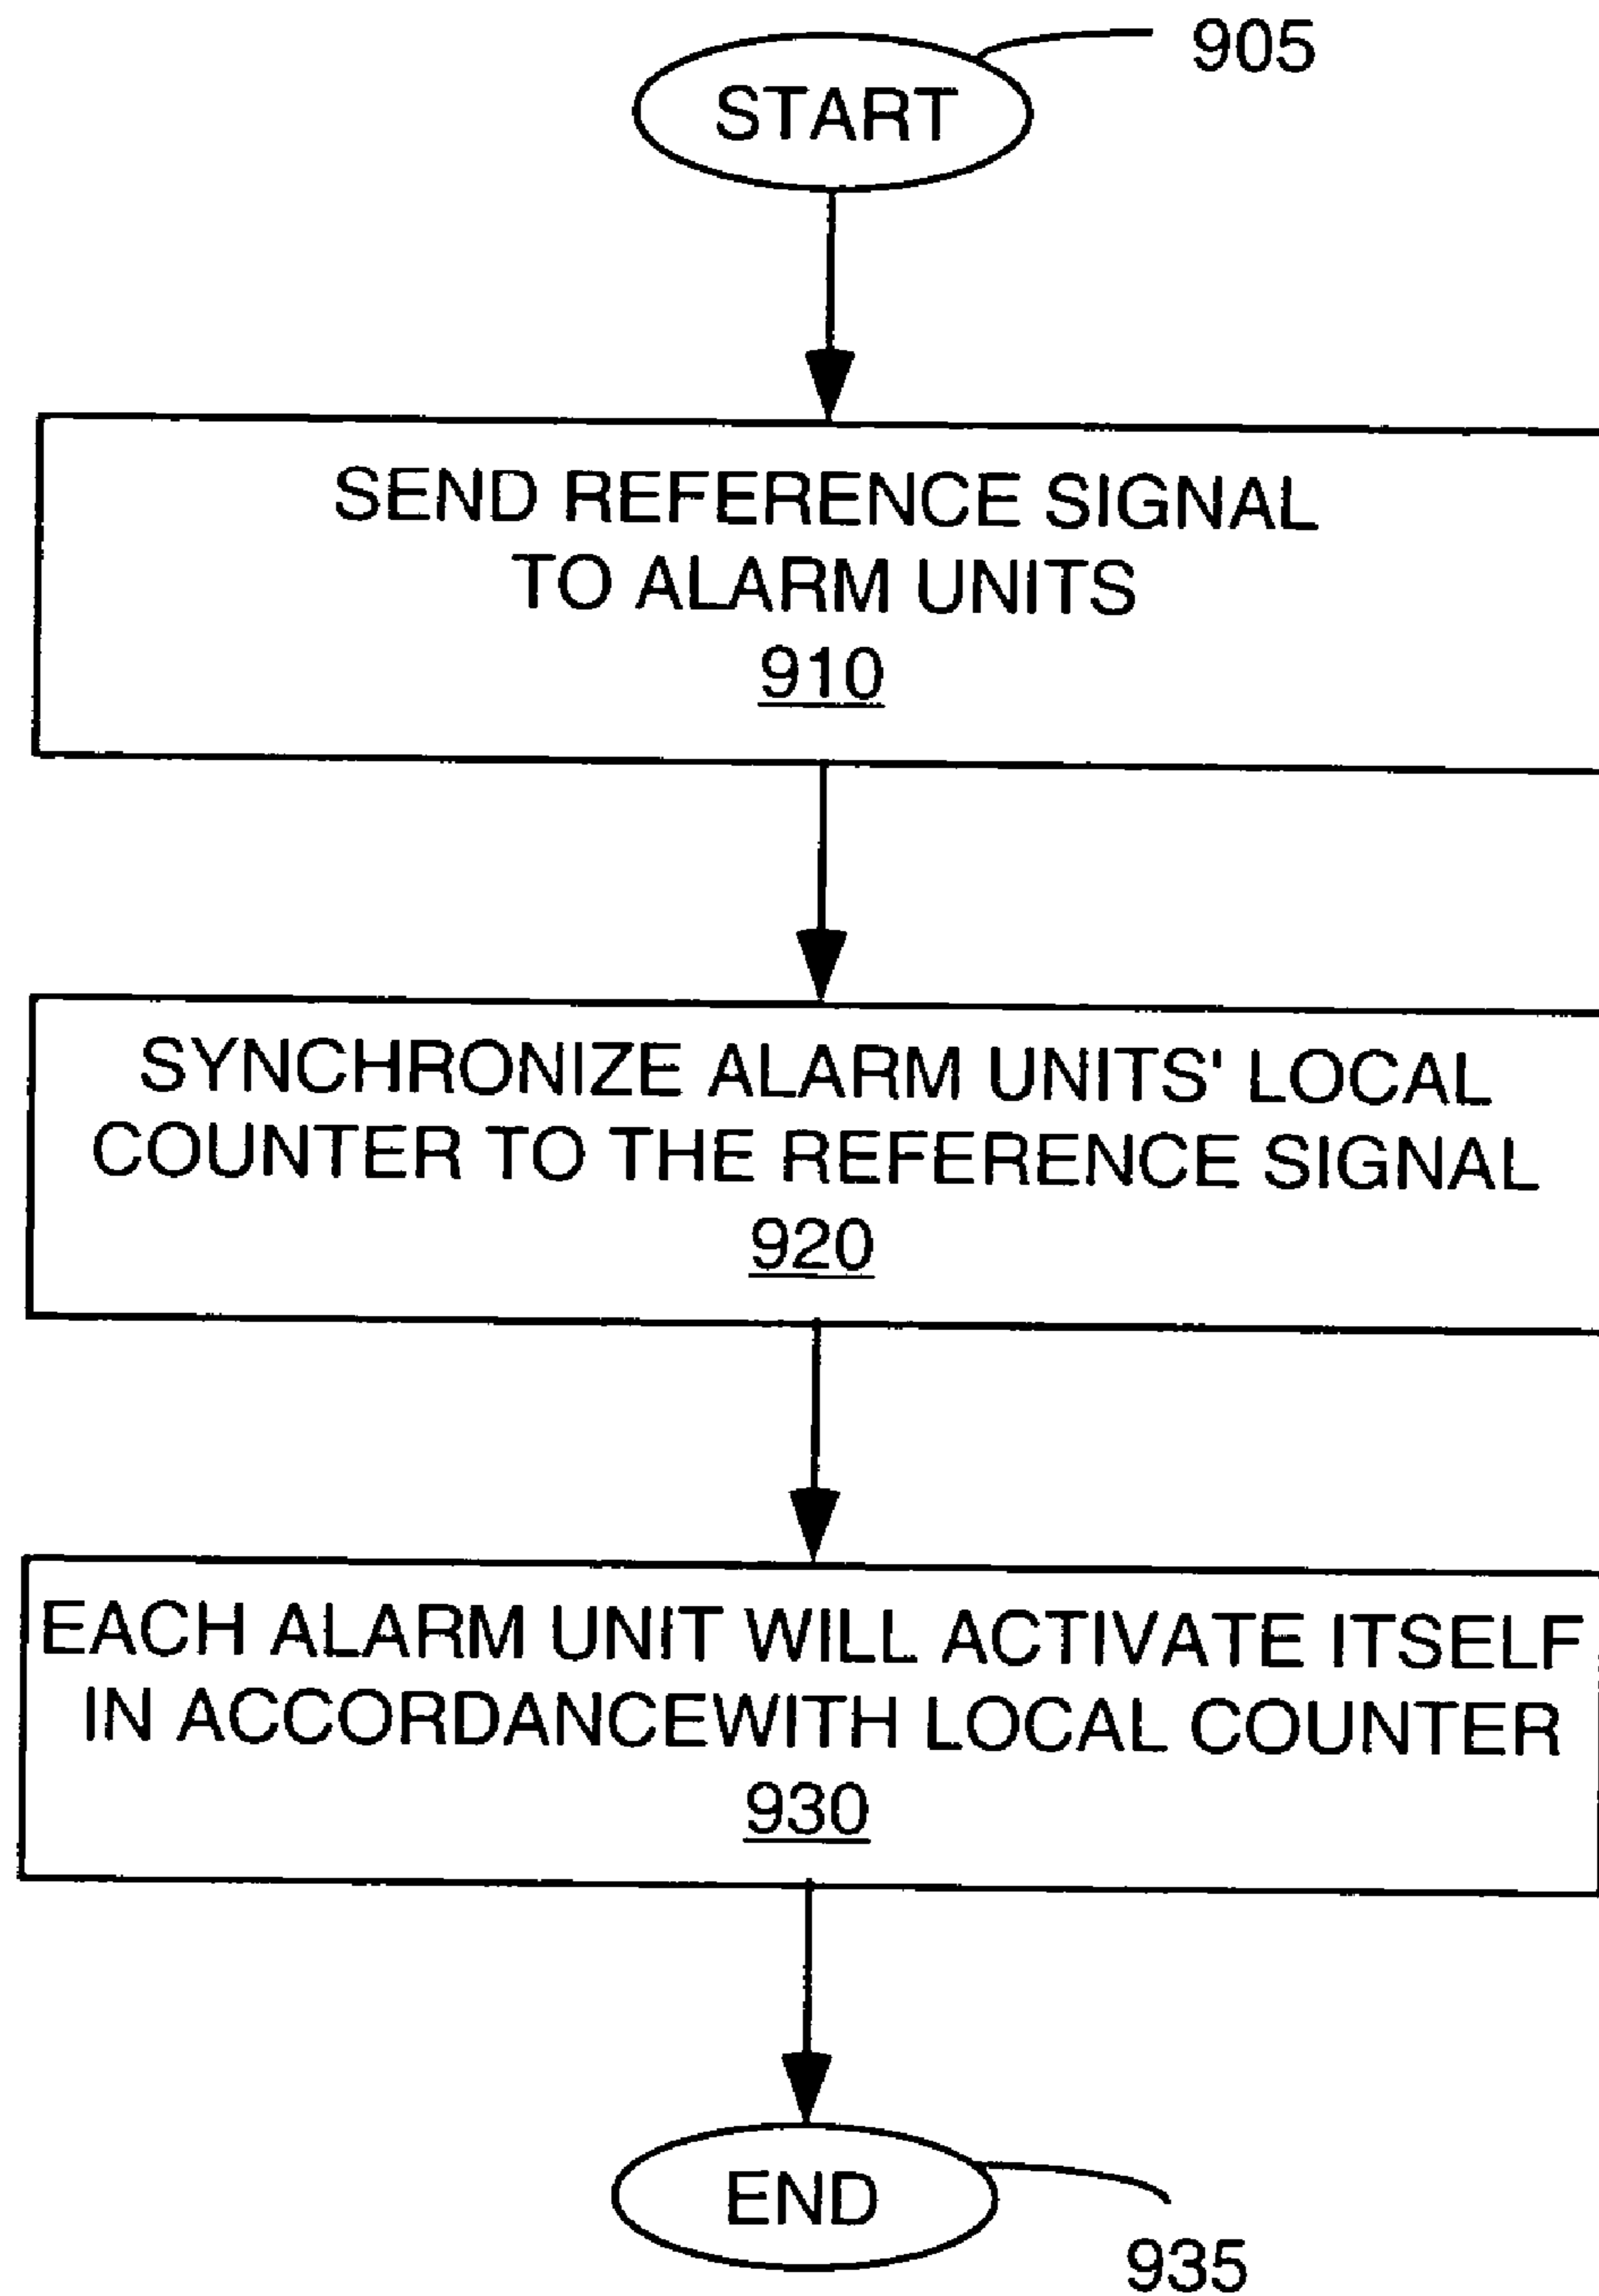 905
START
SEND REFERENCE SIGNAL
TO ALARM UNITS
910
SYNCHRONIZE ALARM UNITS' LOCAL
COUNTER TO THE REFERENCE SIGNAL
920
EACH ALARM UNIT WILL ACTIVATE ITSELF
IN ACCORDANCEWITH LOCAL COUNTER
930
END
935